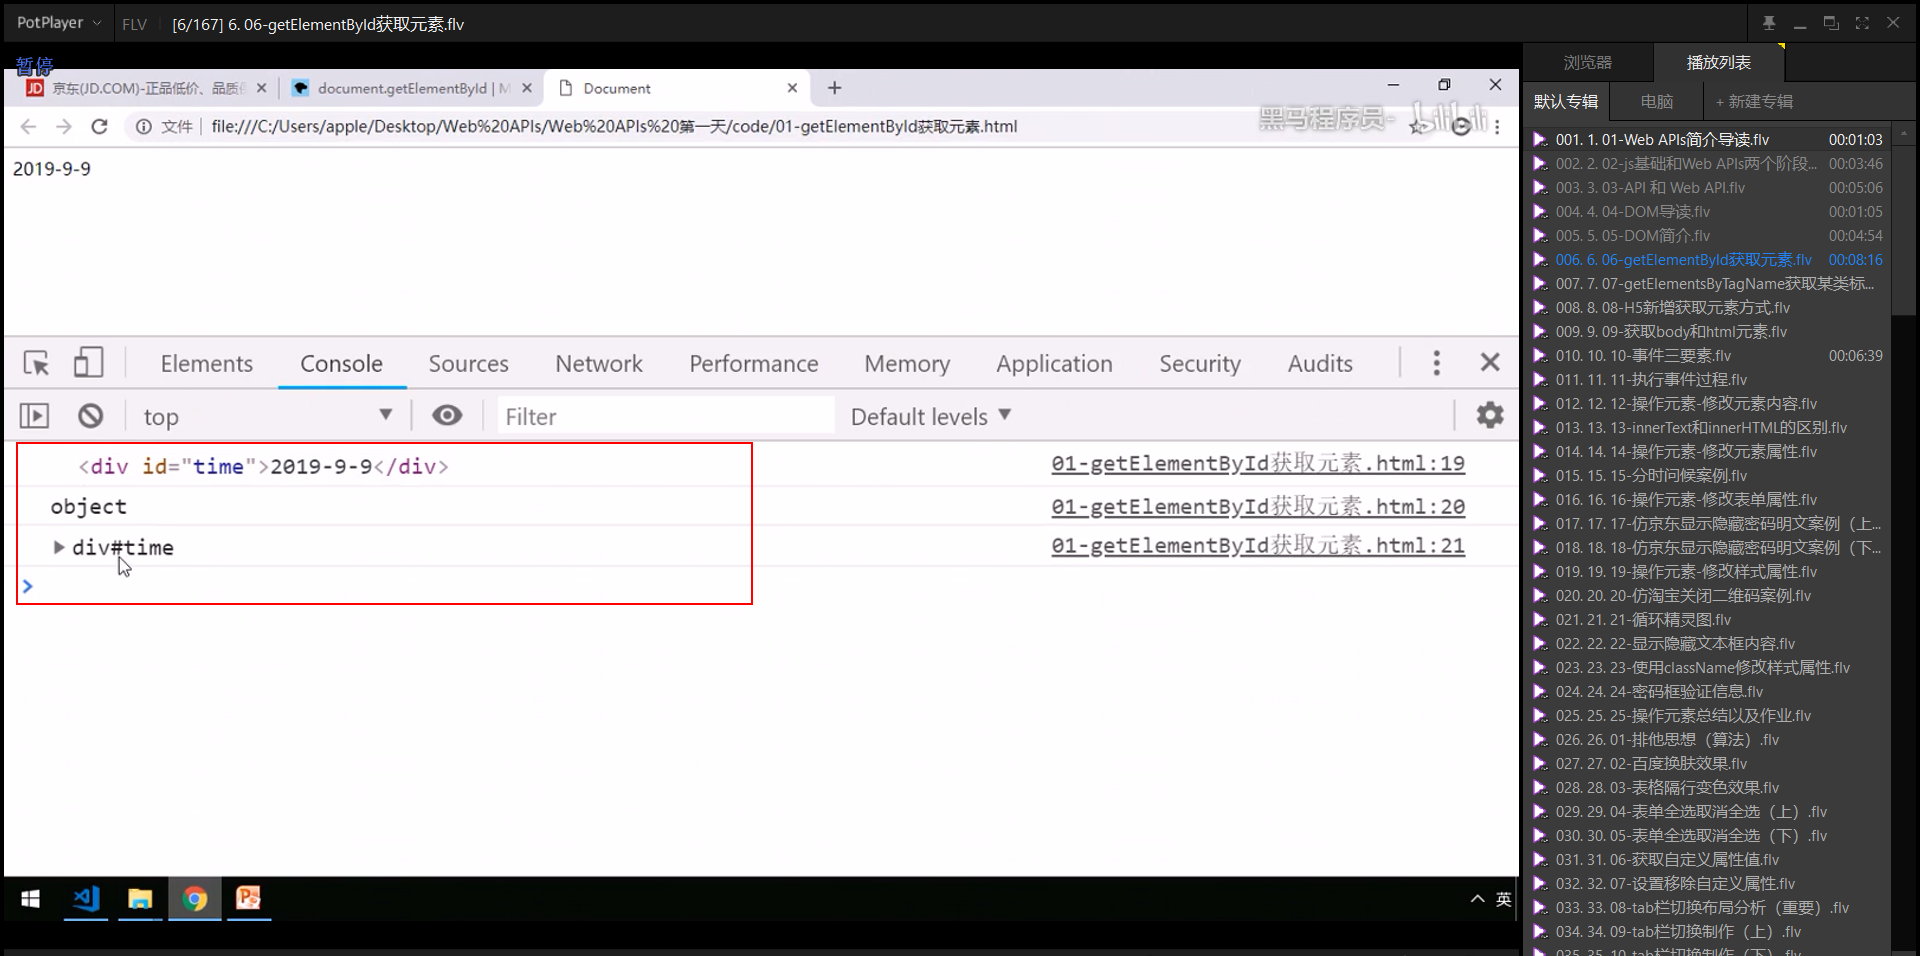 PotPlayer
FLV
[6/167] 6. 06-getElementById获取元素.flv
暂停
京东(JD.COM)-正品低价、品质
document.getElementById | M
Document
文件
file:///C:/Users/apple/Desktop/Web%20APIs/Web%20APIs%20第一天/code/01-getElementById获取元素.html
黑马程序员-
bilibili
2019-9-9
Elements
Console
Sources
Network
Performance
Memory
Application
Security
Audits
top
Filter
Default levels
<div id="time">2019-9-9</div>
01-getElementById获取元素.html:19
object
01-getElementById获取元素.html:20
div#time
01-getElementById获取元素.html:21
英
浏览器
播放列表
默认专辑
电脑
+ 新建专辑
001. 1. 01-Web APIs简介导读.flv 00:01:03
002. 2. 02-js基础和Web APIs两个阶段... 00:03:46
003. 3. 03-API 和 Web API.flv 00:05:06
004. 4. 04-DOM导读.flv 00:01:05
005. 5. 05-DOM简介.flv 00:04:54
006. 6. 06-getElementById获取元素.flv 00:08:16
007. 7. 07-getElementsByTagName获取某类标...
008. 8. 08-H5新增获取元素方式.flv
009. 9. 09-获取body和html元素.flv
010. 10. 10-事件三要素.flv 00:06:39
011. 11. 11-执行事件过程.flv
012. 12. 12-操作元素-修改元素内容.flv
013. 13. 13-innerText和innerHTML的区别.flv
014. 14. 14-操作元素-修改元素属性.flv
015. 15. 15-分时问候案例.flv
016. 16. 16-操作元素-修改表单属性.flv
017. 17. 17-仿京东显示隐藏密码明文案例（上...
018. 18. 18-仿京东显示隐藏密码明文案例（下...
019. 19. 19-操作元素-修改样式属性.flv
020. 20. 20-仿淘宝关闭二维码案例.flv
021. 21. 21-循环精灵图.flv
022. 22. 22-显示隐藏文本框内容.flv
023. 23. 23-使用className修改样式属性.flv
024. 24. 24-密码框验证信息.flv
025. 25. 25-操作元素总结以及作业.flv
026. 26. 01-排他思想（算法）.flv
027. 27. 02-百度换肤效果.flv
028. 28. 03-表格隔行变色效果.flv
029. 29. 04-表单全选取消全选（上）.flv
030. 30. 05-表单全选取消全选（下）.flv
031. 31. 06-获取自定义属性值.flv
032. 32. 07-设置移除自定义属性.flv
033. 33. 08-tab栏切换布局分析（重要）.flv
034. 34. 09-tab栏切换制作（上）.flv
035. 35. 10-tab栏切换制作（下）.flv